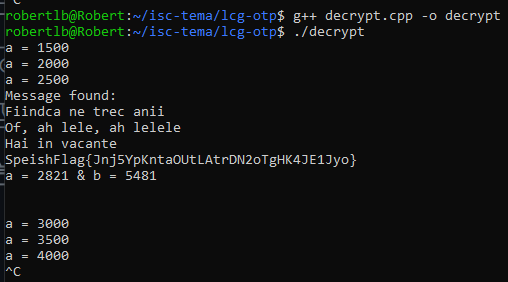 ^C
robertlb@Robert:~/isc-tema/lcg-otp$ g++ decrypt.cpp -o decrypt
robertlb@Robert:~/isc-tema/lcg-otp$ ./decrypt
a = 1500
a = 2000
a = 2500
Message found:
Fiindca ne trec anii
Of, ah lele, ah lelele
Hai in vacante
SpeishFlag{Jnj5YpKntaOUtLAtrDN2oTgHK4JE1Jyo}
a = 2821 & b = 5481
a = 3000
a = 3500
a = 4000
^C